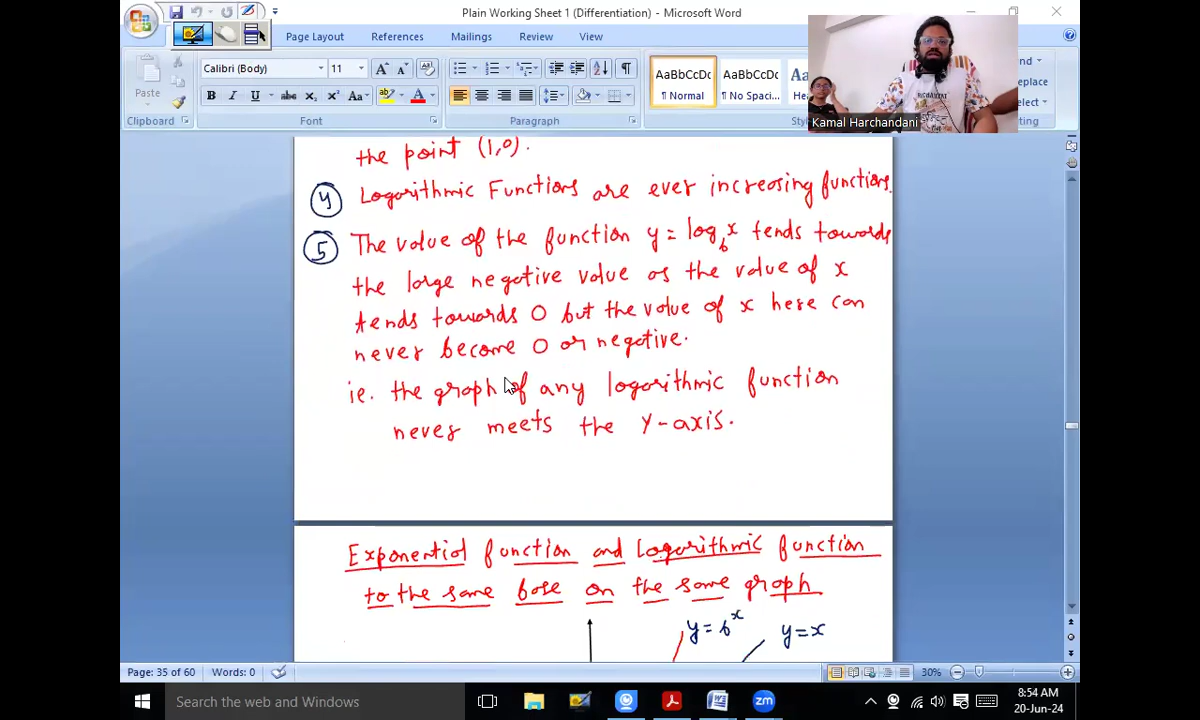 Plain Working Sheet 1 (Differentiation) - Microsoft Word
Page Layout References Mailings Review View
Calibri (Body) 11
Paste
AaBbCcDc AaBbCcDc
Normal No Spaci...
Clipboard Font Paragraph
Kamal Harchandani
the point (1,0).
4 Logarithmic Functions are ever increasing functions.
5 The value of the function y = log_b x tends towards
the large negative value as the value of x
tends towards 0 but the value of x here can
never become 0 or negative.
ie. the graph of any logarithmic function
never meets the Y-axis.
Exponential function and Logarithmic function
to the same base on the same graph
y = b^x y = x
Page: 35 of 60 Words: 0 30%
Search the web and Windows
8:54 AM
20-Jun-24